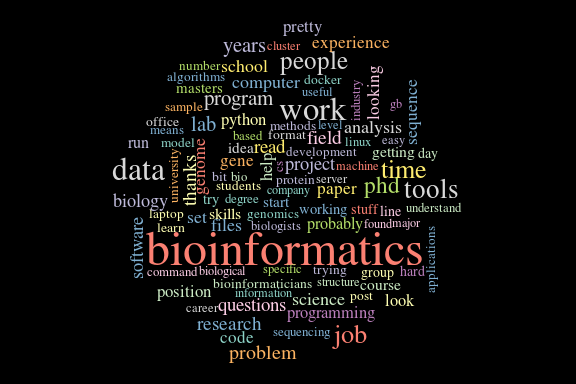 pretty
years cluster experience
number school people
algorithms computer docker looking
masters useful industry gb sequence
sample program work
office lab python methods level analysis
means based format field linux easy
run model genome idea read development getting day
data university thanks gene help cs project machine time
bit bio protein server
students company paper phd tools
biology try degree start
laptop set skills genomics working stuff line understand
learn files biologists probably found major
software bioinformatics applications
command biological specific trying group hard
bioinformaticians structure course
position information science post look
career questions programming
research sequencing job
code
problem